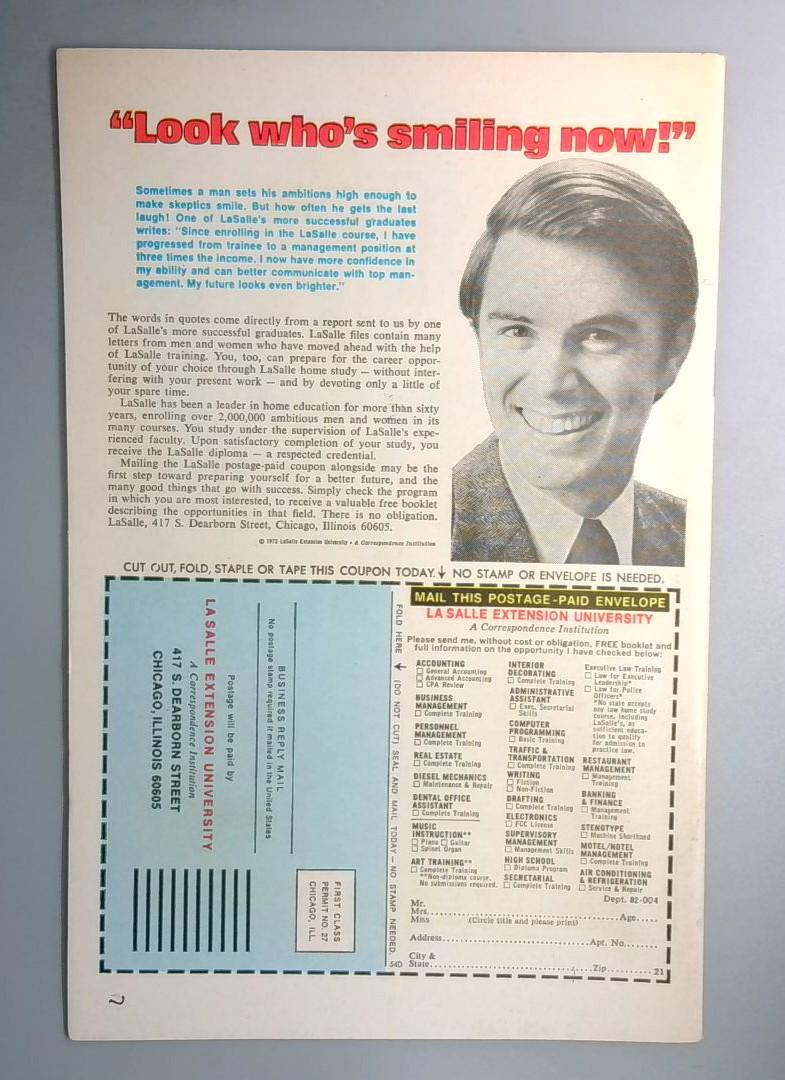 “Look who’s smiling now!”
Sometimes a man sets his ambitions high enough to
make skeptics smile. But how often he gets the last
laugh! One of LaSalle's more successful graduates
writes: "Since enrolling in the LaSalle course, I have
progressed from trainee to a management position at
three times the income. I now have more confidence in
my ability and can better communicate with top man-
agement. My future looks even brighter."
The words in quotes come directly from a report sent to us by one
of LaSalle's more successful graduates. LaSalle files contain many
letters from men and women who have moved ahead with the help
of LaSalle training. You, too, can prepare for the career oppor-
tunity of your choice through LaSalle home study — without inter-
fering with your present work — and by devoting only a little of
your spare time.
LaSalle has been a leader in home education for more than sixty
years, enrolling over 2,000,000 ambitious men and women in its
many courses. You study under the supervision of LaSalle's expe-
rienced faculty. Upon satisfactory completion of your study, you
receive the LaSalle diploma — a respected credential.
Mailing the LaSalle postage-paid coupon alongside may be the
first step toward preparing yourself for a better future, and the
many good things that go with success. Simply check the program
in which you are most interested, to receive a valuable free booklet
describing the opportunities in that field. There is no obligation.
LaSalle, 417 S. Dearborn Street, Chicago, Illinois 60605.
© 1972 LaSalle Extension University • A Correspondence Institution
CUT OUT, FOLD, STAPLE OR TAPE THIS COUPON TODAY. ↓ NO STAMP OR ENVELOPE IS NEEDED.
FIRST CLASS
PERMIT NO. 27
CHICAGO, ILL.
BUSINESS REPLY MAIL
No postage stamp required if mailed in the United States
Postage will be paid by
LA SALLE EXTENSION UNIVERSITY
A Correspondence Institution
417 S. DEARBORN STREET
CHICAGO, ILLINOIS 60605
FOLD HERE ← (DO NOT CUT) SEAL AND MAIL TODAY — NO STAMP NEEDED.
540
MAIL THIS POSTAGE-PAID ENVELOPE
LA SALLE EXTENSION UNIVERSITY
A Correspondence Institution
Please send me, without cost or obligation, FREE booklet and
full information on the opportunity I have checked below:
ACCOUNTING
☐ General Accounting
☐ Advanced Accounting
☐ CPA Review
BUSINESS
MANAGEMENT
☐ Complete Training
PERSONNEL
MANAGEMENT
☐ Complete Training
REAL ESTATE
☐ Complete Training
DIESEL MECHANICS
☐ Maintenance & Repair
DENTAL OFFICE
ASSISTANT
☐ Complete Training
MUSIC
INSTRUCTION**
☐ Piano ☐ Guitar
☐ Spinet Organ
ART TRAINING**
☐ Complete Training
**Non-diploma course.
No submissions required.
INTERIOR
DECORATING
☐ Complete Training
ADMINISTRATIVE
ASSISTANT
☐ Exec. Secretarial
Skills
COMPUTER
PROGRAMMING
☐ Basic Training
TRAFFIC &
TRANSPORTATION
☐ Complete Training
WRITING
☐ Fiction
☐ Non-Fiction
DRAFTING
☐ Complete Training
ELECTRONICS
☐ FCC License
SUPERVISORY
MANAGEMENT
☐ Management Skills
HIGH SCHOOL
☐ Diploma Program
SECRETARIAL
☐ Complete Training
Executive Law Training
☐ Law for Executive
Leadership*
☐ Law for Police
Officers*
*No state accepts
any law home study
course, including
LaSalle's, as
sufficient educa-
tion to qualify
for admission to
practice law.
RESTAURANT
MANAGEMENT
☐ Management
Training
BANKING
& FINANCE
☐ Management
Training
STENOTYPE
☐ Machine Shorthand
MOTEL/HOTEL
MANAGEMENT
☐ Complete Training
AIR CONDITIONING
& REFRIGERATION
☐ Service & Repair
Dept. 82-004
Mr.
Mrs.
Miss
Age
(Circle title and please print)
Address Apt. No.
City &
State Zip 21